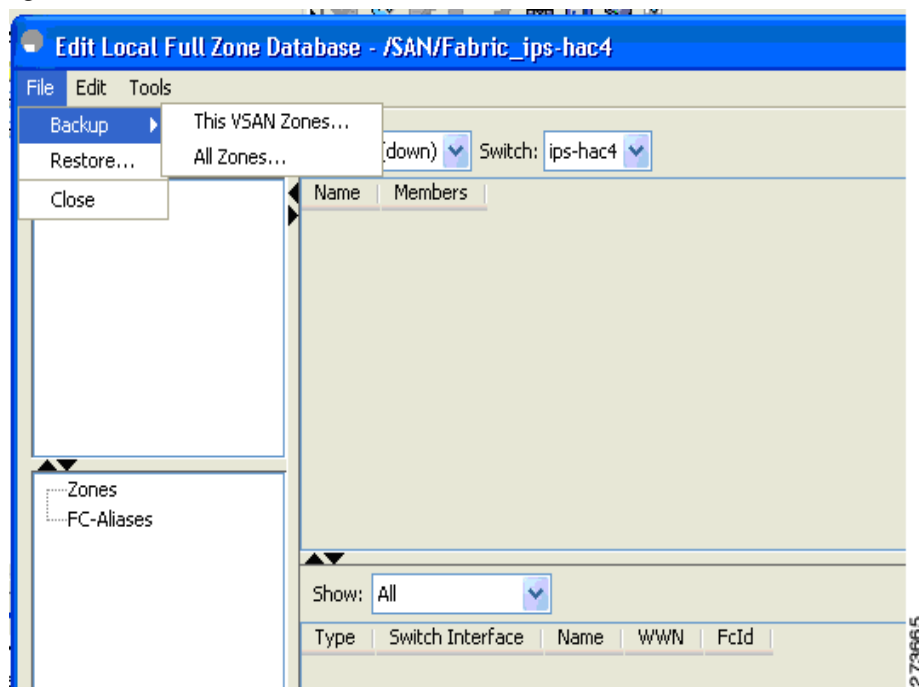 Edit Local Full Zone Database - /SAN/Fabric_ips-hac4
File Edit Tools
Backup This VSAN Zones...
Restore... All Zones... (down) Switch: ips-hac4
Close
Name Members
Zones
FC-Aliases
Show: All
Type Switch Interface Name WWN FcId
273665